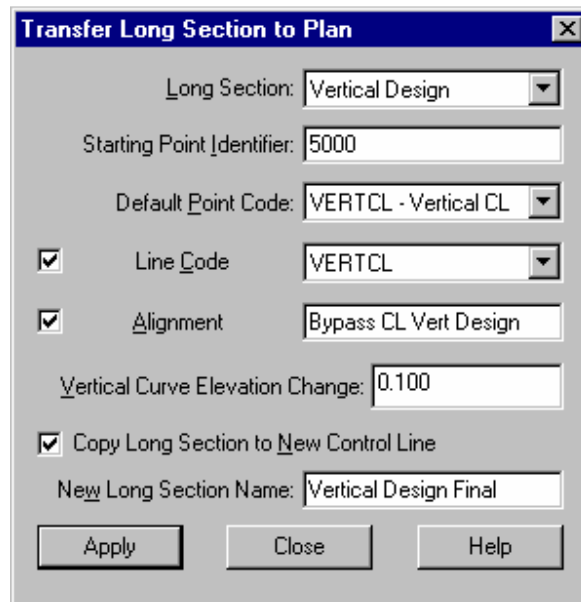 Transfer Long Section to Plan
Long Section: Vertical Design
Starting Point Identifier: 5000
Default Point Code: VERTCL - Vertical CL
Line Code VERTCL
Alignment Bypass CL Vert Design
Vertical Curve Elevation Change: 0.100
Copy Long Section to New Control Line
New Long Section Name: Vertical Design Final
Apply Close Help